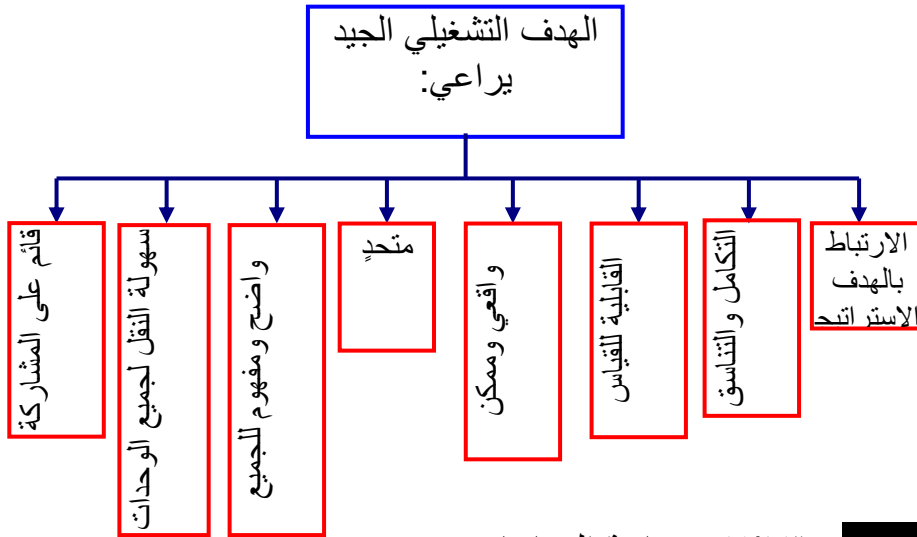 الهدف التشغيلي الجيد
يراعي:
الارتباط
بالهدف
الاستراتيج
التكامل والتناسق
القابلية للقياس
واقعي وممكن
متحدٍ
واضح ومفهوم للجميع
سهولة النقل لجميع الوحدات
قائم على المشاركة